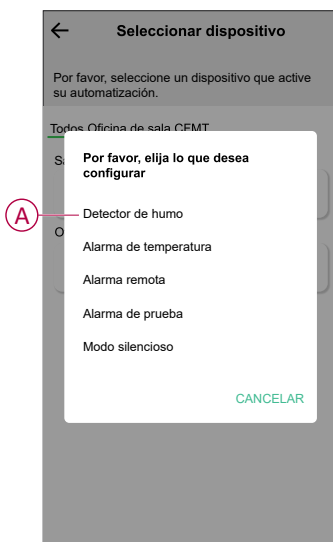 Seleccionar dispositivo
Por favor, seleccione un dispositivo que active
su automatización.
Todos Oficina de sala CEMT
Sa
Por favor, elija lo que desea
configurar
A
Detector de humo
O
Alarma de temperatura
Alarma remota
Alarma de prueba
Modo silencioso
CANCELAR